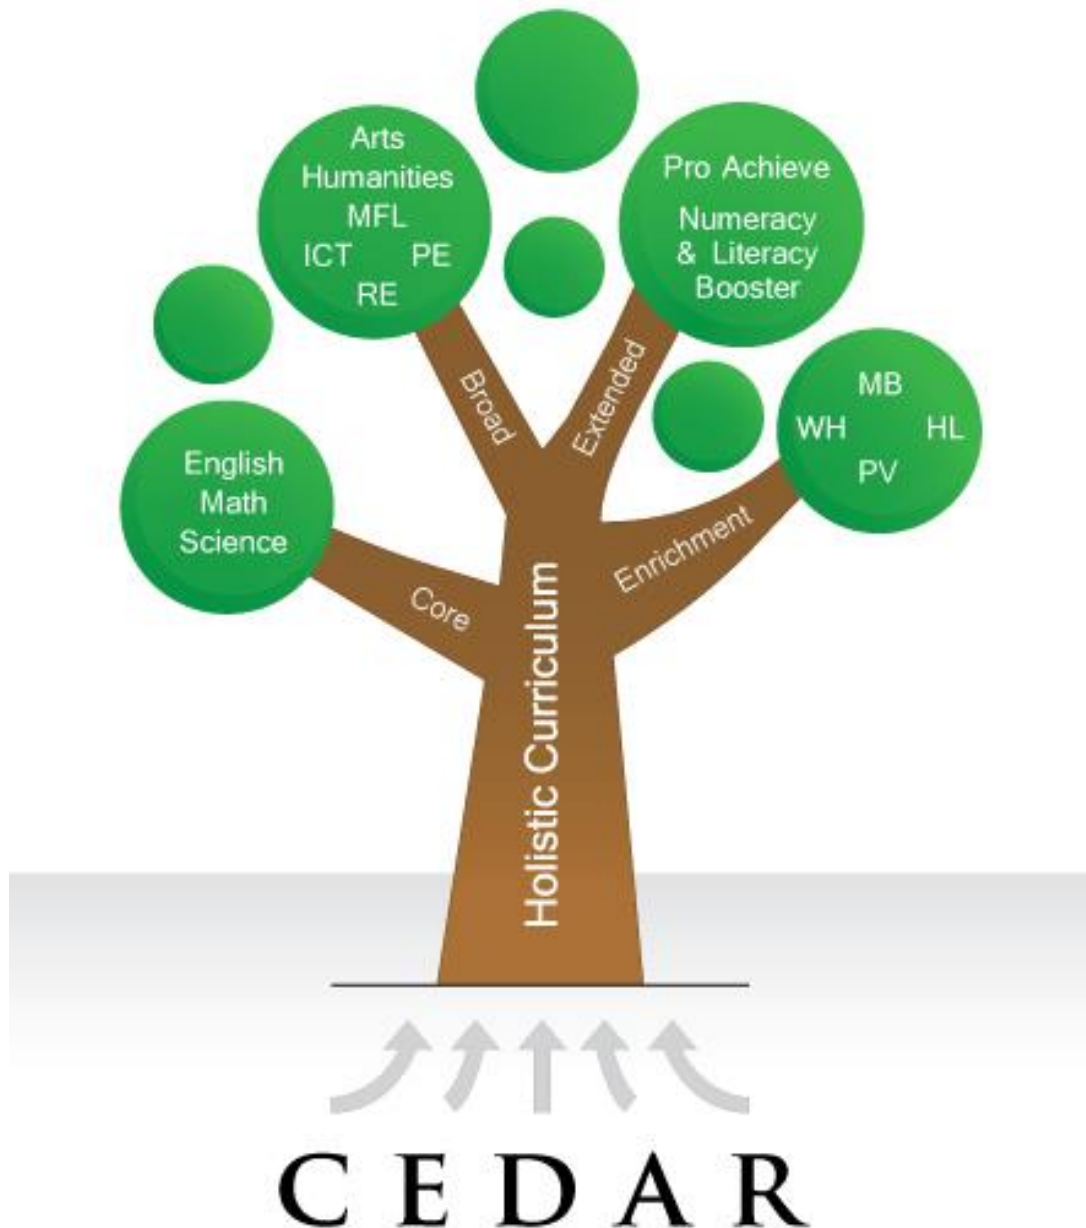 Arts
Humanities
MFL
ICT PE
RE
Pro Achieve
Numeracy
& Literacy
Booster
MB
WH HL
PV
English
Math
Science
Broad
Extended
Enrichment
Core
Holistic Curriculum
CEDAR